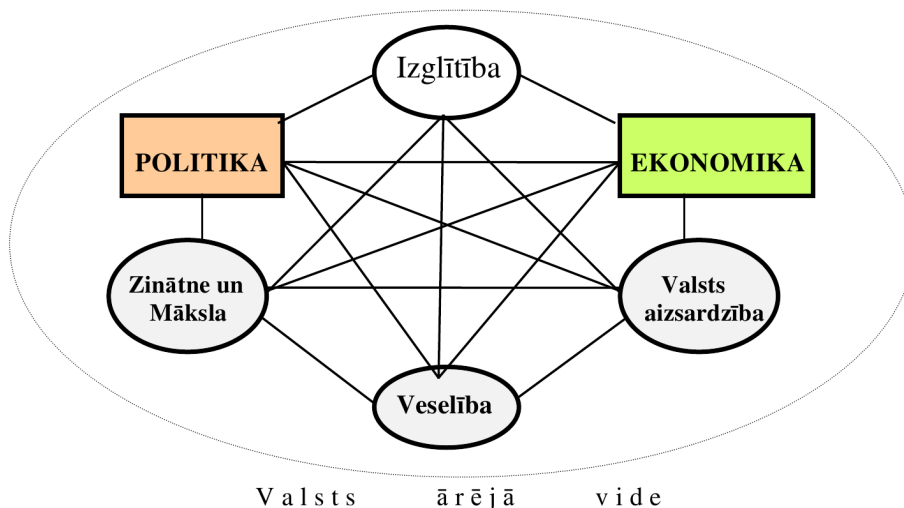 Izglītība
POLITIKA
EKONOMIKA
Zinātne un
Māksla
Valsts
aizsardzība
Veselība
Valsts ārējā vide